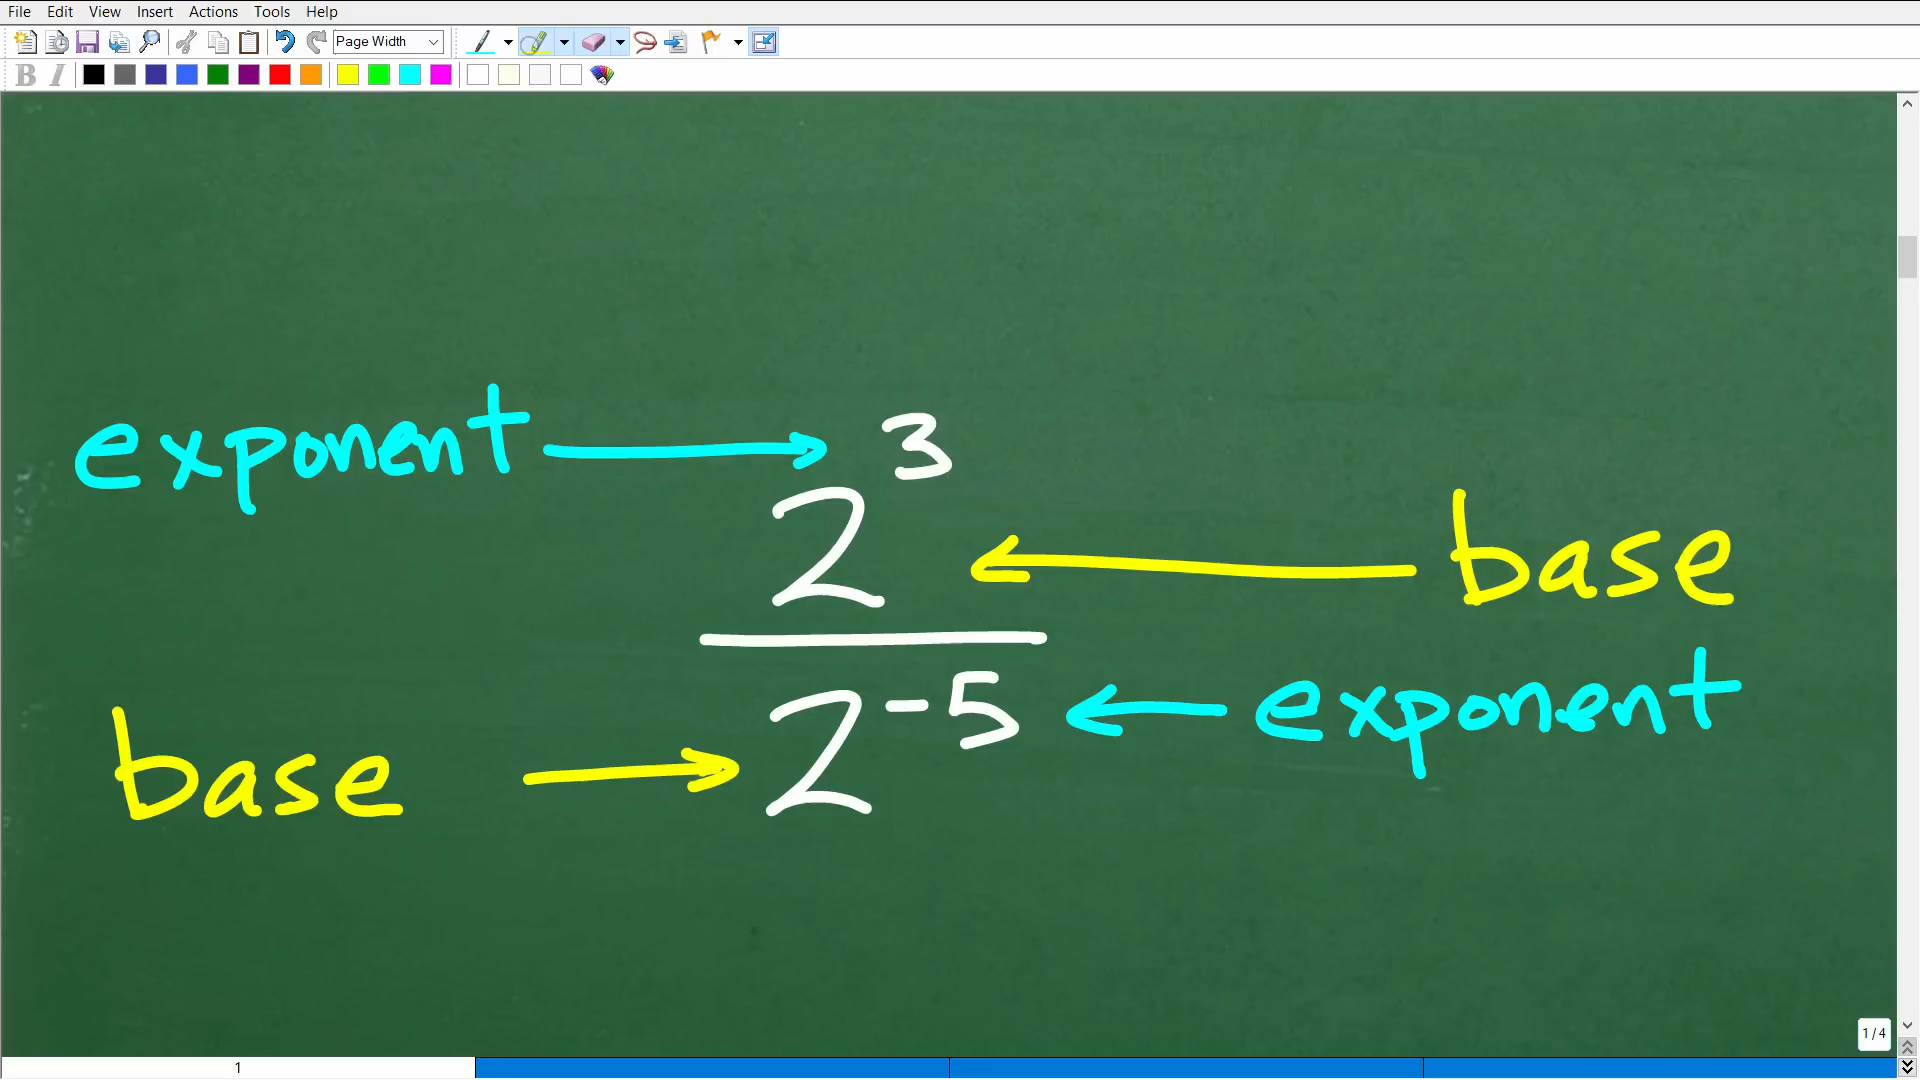 File Edit View Insert Actions Tools Help
Page Width
B I
exponent → 3
2 ← base
2⁻⁵ ← exponent
base →
1 / 4
1